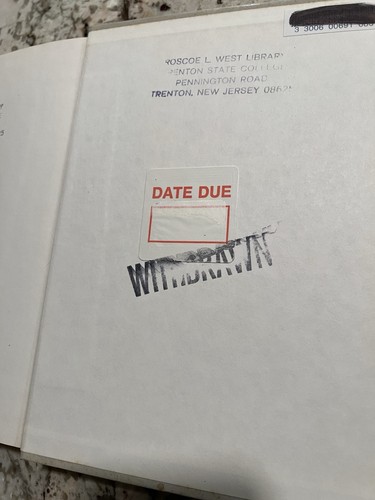 ROSCOE L. WEST LIBRARY
TRENTON STATE COLLEGE
PENNINGTON ROAD
TRENTON, NEW JERSEY
DATE DUE
WITHDRAWN